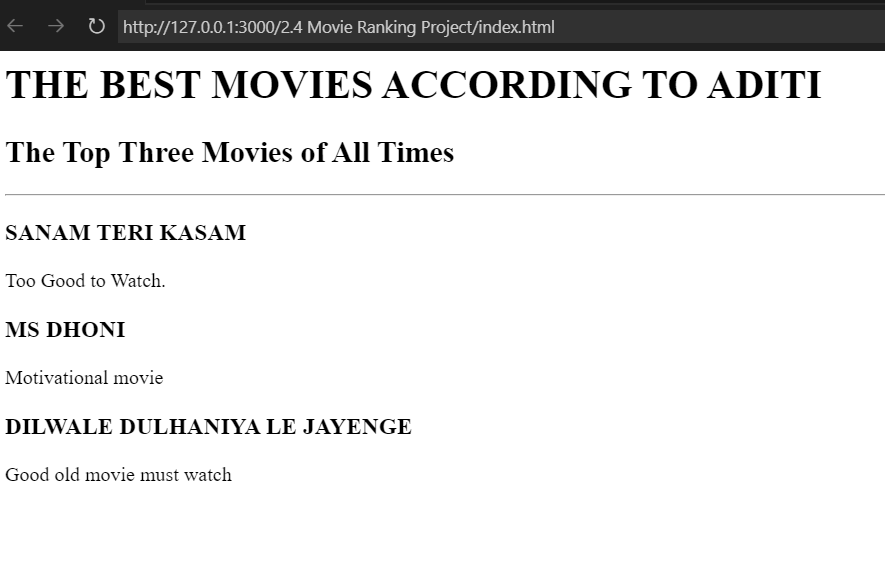 http://127.0.0.1:3000/2.4 Movie Ranking Project/index.html
THE BEST MOVIES ACCORDING TO ADITI
The Top Three Movies of All Times
SANAM TERI KASAM
Too Good to Watch.
MS DHONI
Motivational movie
DILWALE DULHANIYA LE JAYENGE
Good old movie must watch